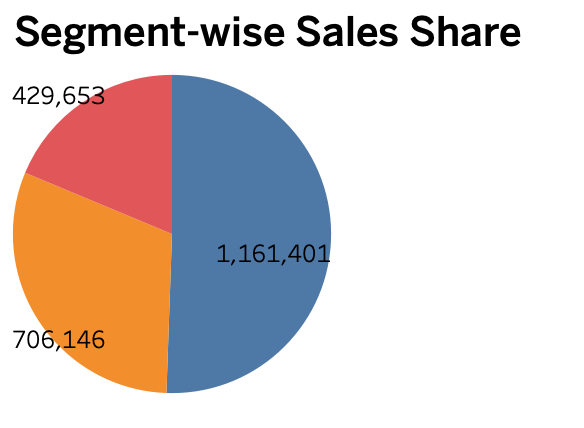 Segment-wise Sales Share
429,653
1,161,401
706,146